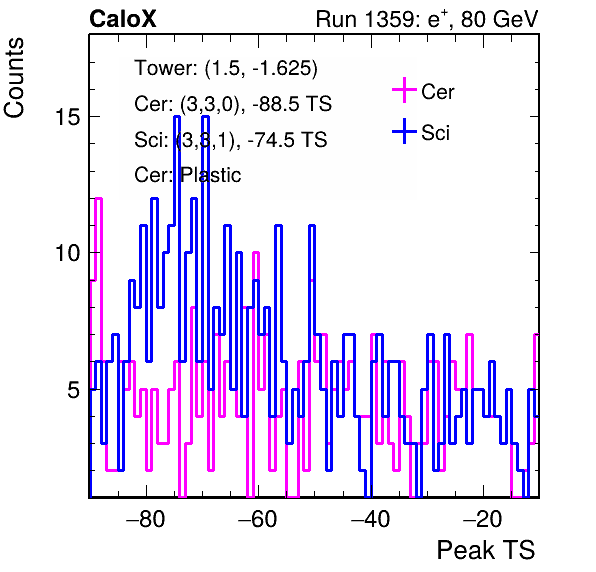 CaloX Run 1359: e⁺, 80 GeV
Counts
Tower: (1.5, -1.625)
Cer: (3,3,0), -88.5 TS
Sci: (3,3,1), -74.5 TS
Cer: Plastic
Cer
Sci
15
10
5
−80 −60 −40 −20
Peak TS